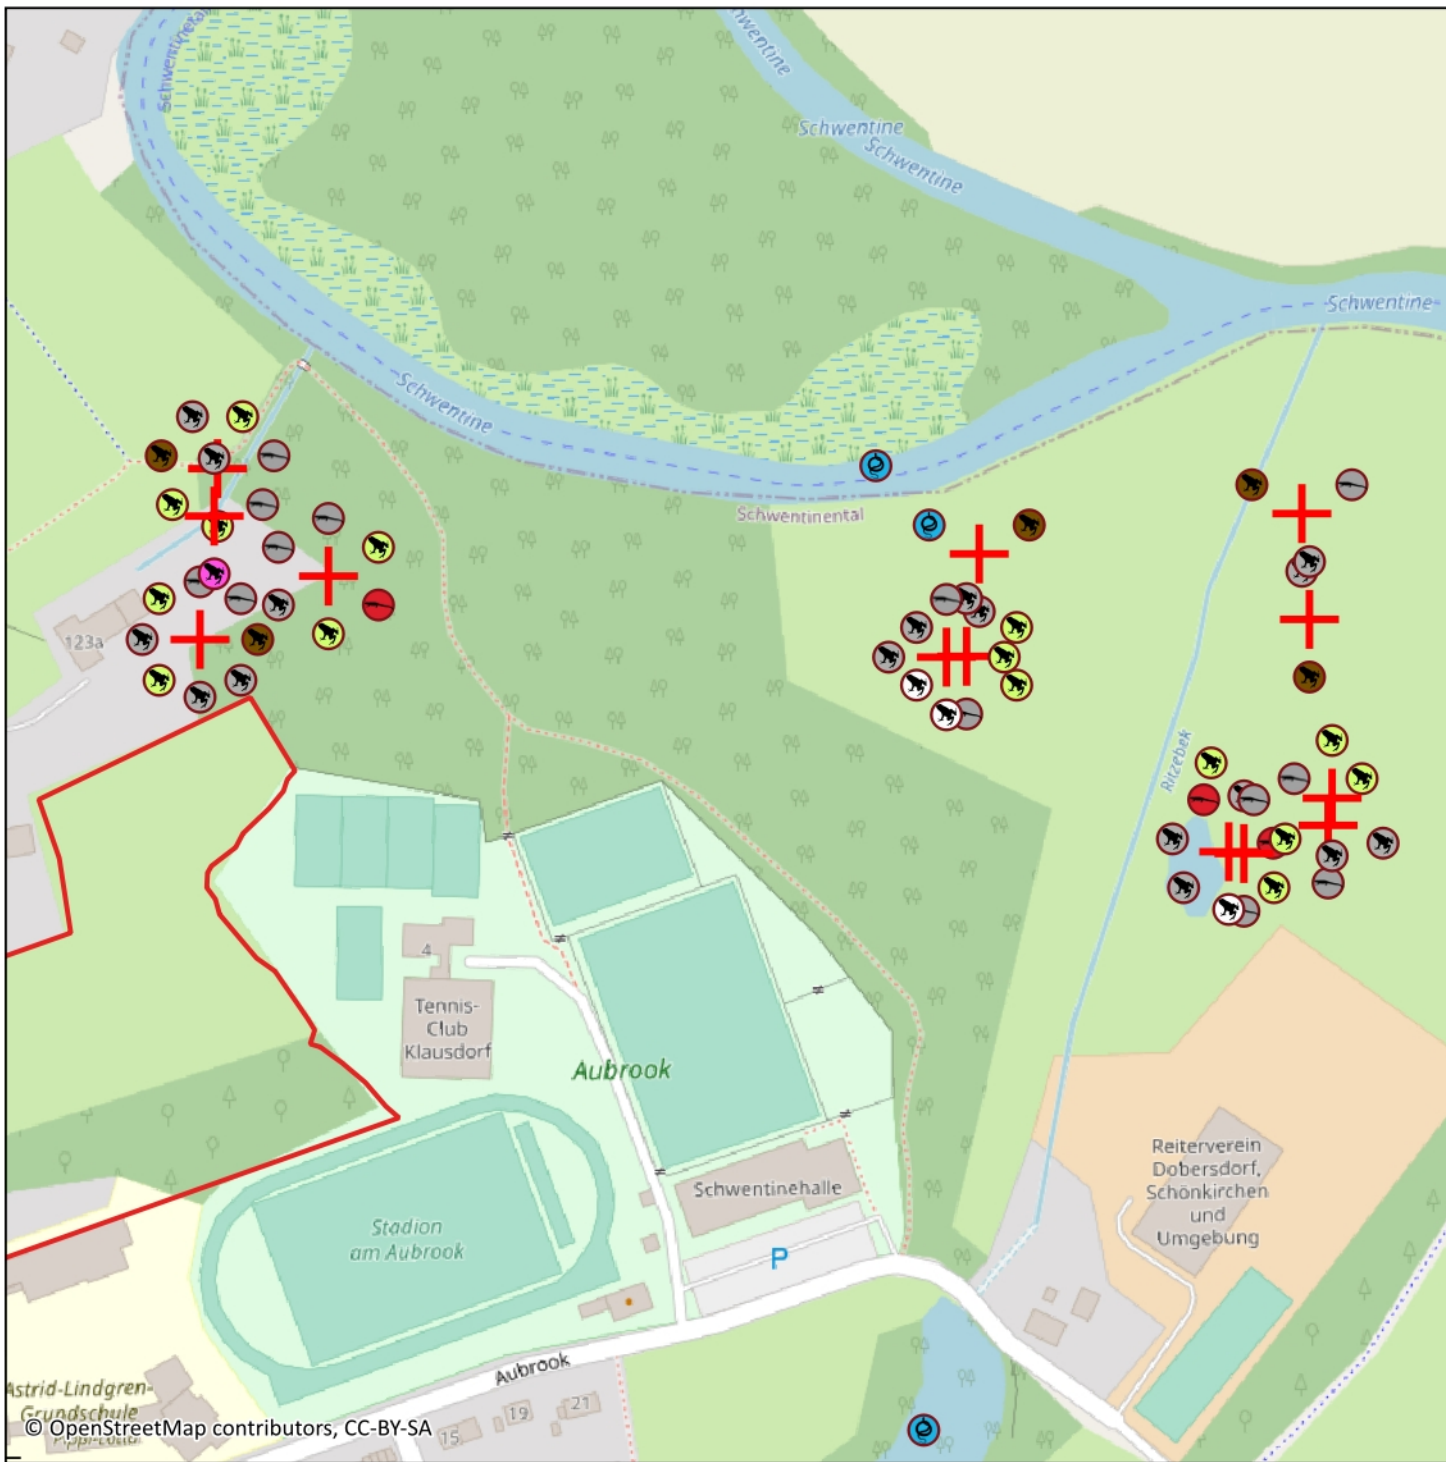 Schwentinetal
Schwentine
Schwentine
Schwentine
Schwentine
Schwentine
Schwentinental
123a
Ritzebek
4
Tennis-
Club
Klausdorf
Aubrook
Reiterverein
Dobersdorf,
Schönkirchen
und
Umgebung
Schwentinehalle
Stadion
am Aubrook
P
Aubrook
Astrid-Lindgren-
Grundschule
© OpenStreetMap contributors, CC-BY-SA
15
19
21